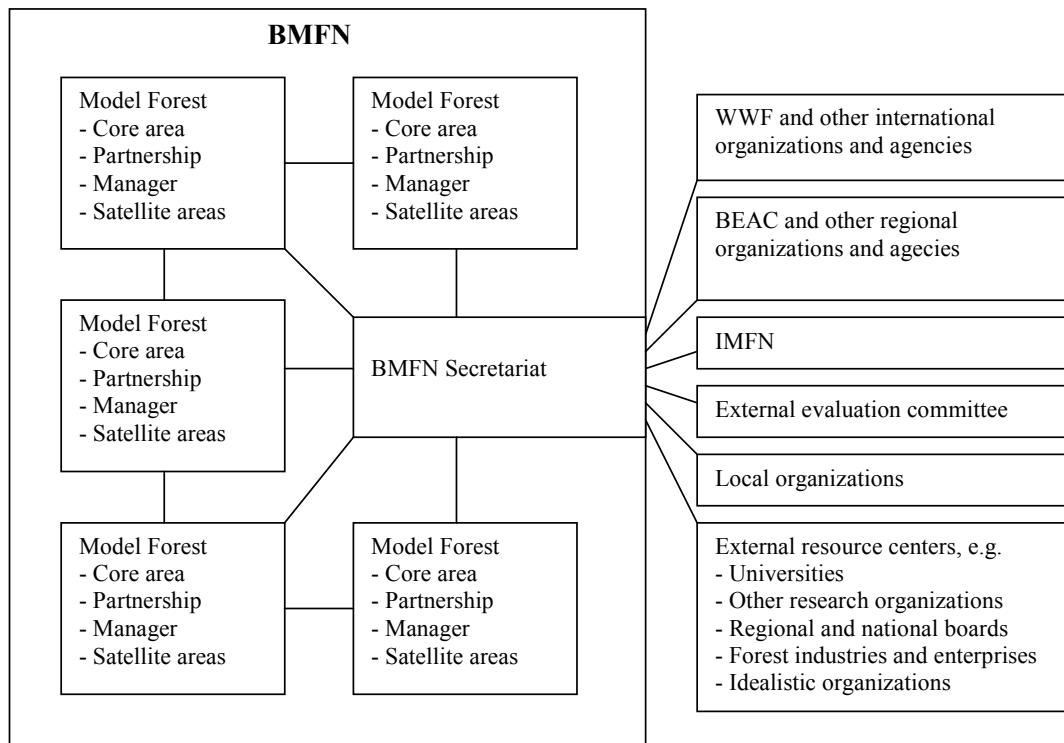 BMFN
Model Forest
- Core area
- Partnership
- Manager
- Satellite areas
Model Forest
- Core area
- Partnership
- Manager
- Satellite areas
Model Forest
- Core area
- Partnership
- Manager
- Satellite areas
BMFN Secretariat
Model Forest
- Core area
- Partnership
- Manager
- Satellite areas
Model Forest
- Core area
- Partnership
- Manager
- Satellite areas
WWF and other international
organizations and agencies
BEAC and other regional
organizations and agecies
IMFN
External evaluation committee
Local organizations
External resource centers, e.g.
- Universities
- Other research organizations
- Regional and national boards
- Forest industries and enterprises
- Idealistic organizations